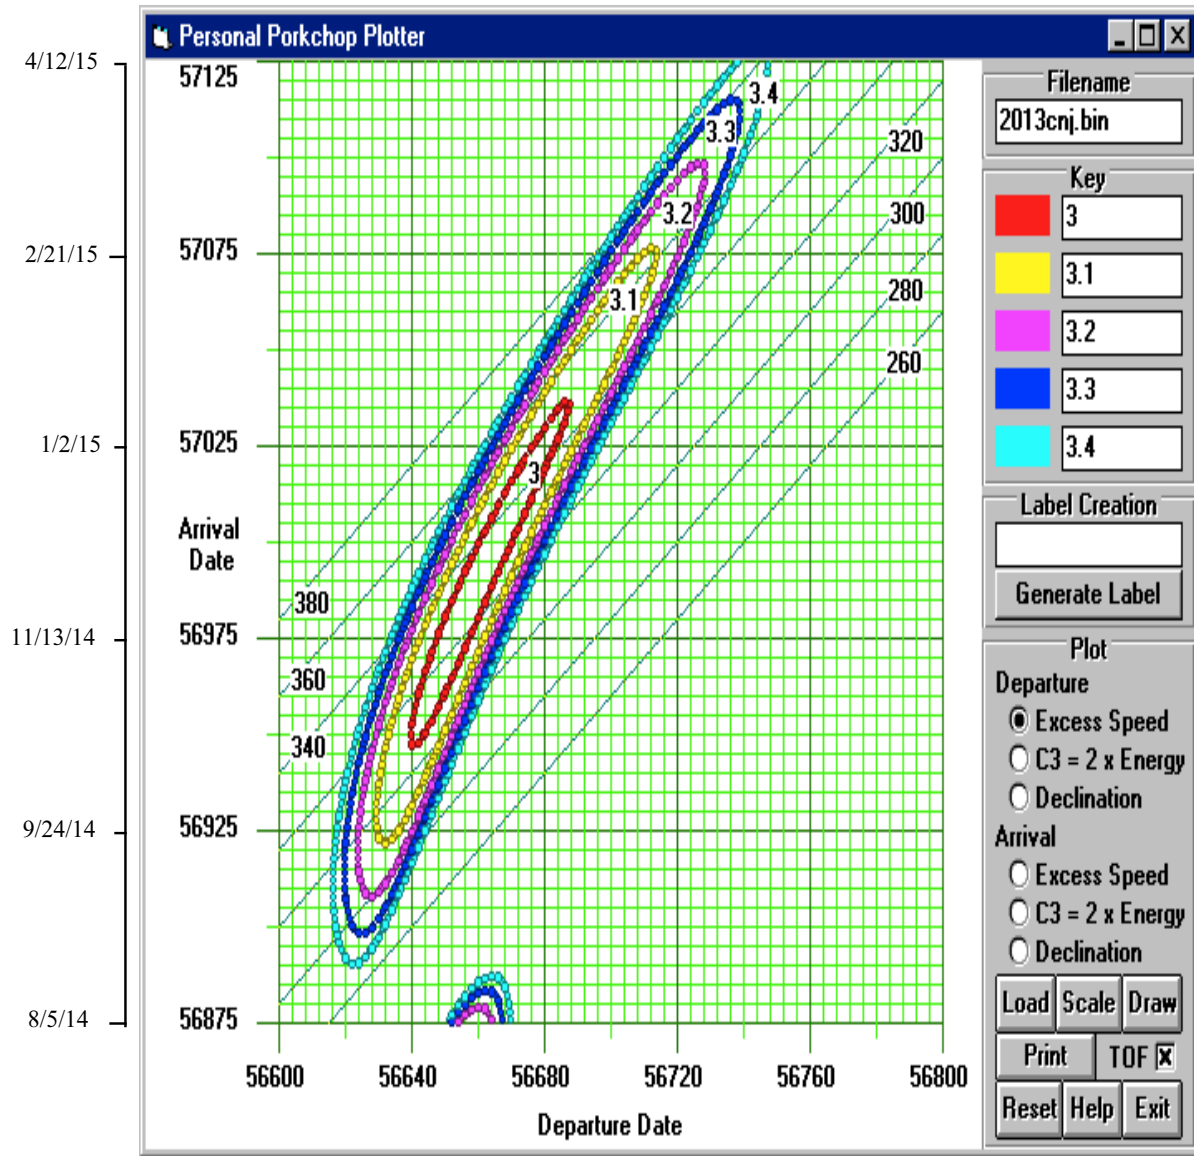 Personal Porkchop Plotter
4/12/15
2/21/15
1/2/15
11/13/14
9/24/14
8/5/14
57125
57075
57025
Arrival
Date
56975
56925
56875
3.4
3.3
3.2
3.1
3
320
300
280
260
380
360
340
56600
56640
56680
56720
56760
56800
Departure Date
Filename
2013cnj.bin
Key
3
3.1
3.2
3.3
3.4
Label Creation
Generate Label
Plot
Departure
Excess Speed
C3 = 2 x Energy
Declination
Arrival
Excess Speed
C3 = 2 x Energy
Declination
Load Scale Draw
Print TOF
Reset Help Exit